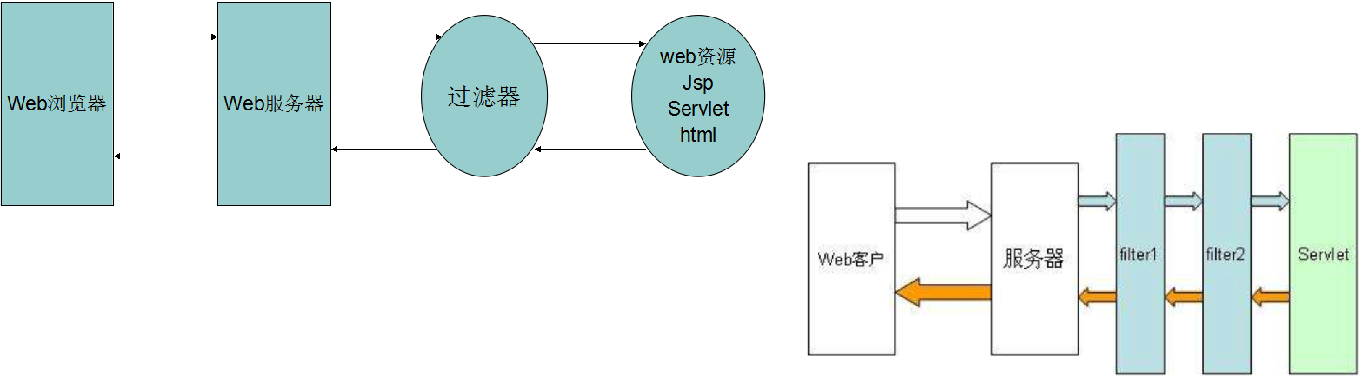 Web浏览器
Web服务器
过滤器
web资源
Jsp
Servlet
html
Web客户
服务器
filter1
filter2
Servlet